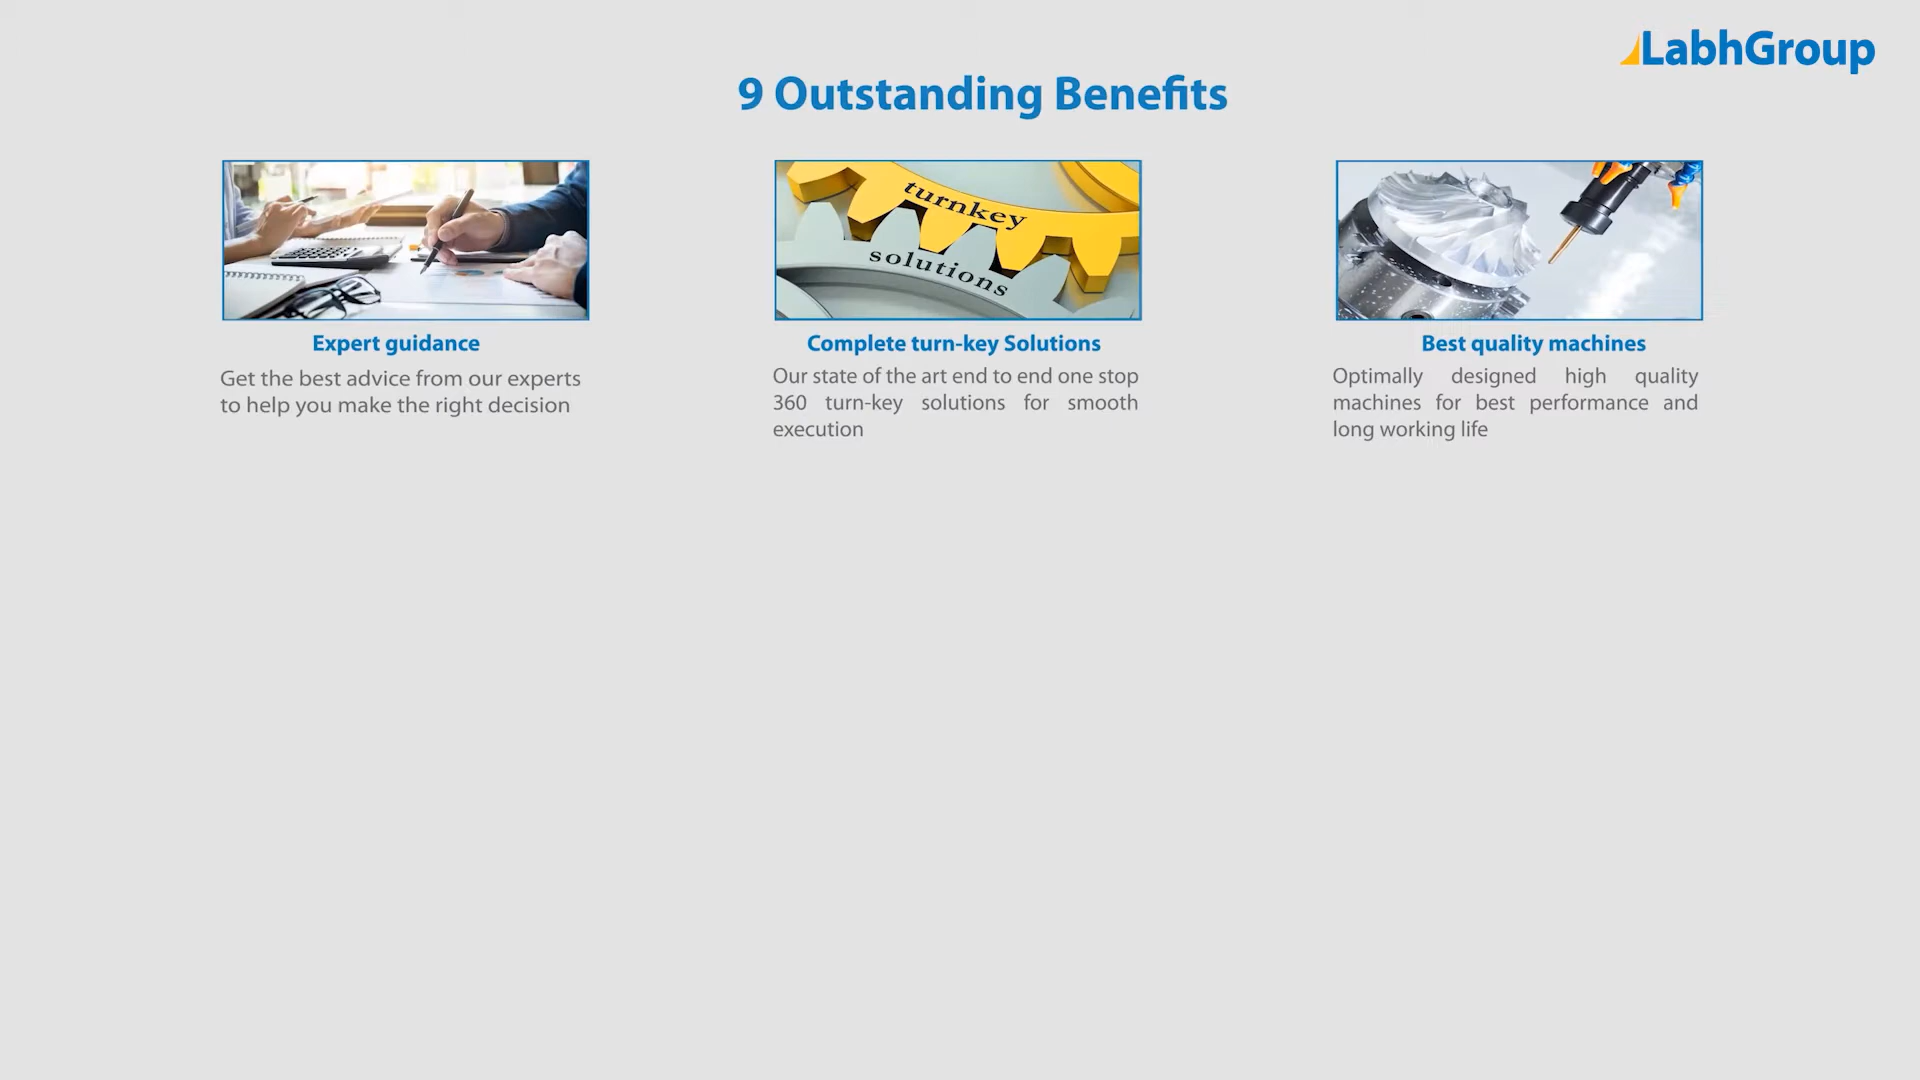 LabhGroup
9 Outstanding Benefits
turnkey
solutions
Expert guidance
Get the best advice from our experts
to help you make the right decision
Complete turn-key Solutions
Our state of the art end to end one stop
360 turn-key solutions for smooth
execution
Best quality machines
Optimally designed high quality
machines for best performance and
long working life